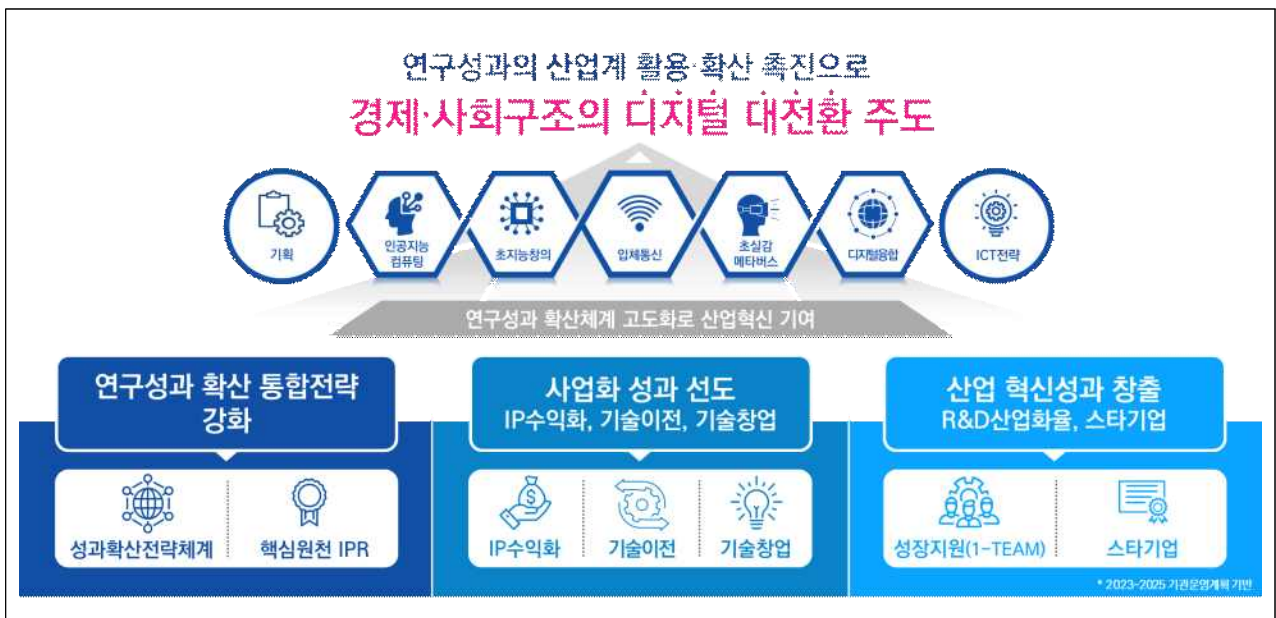 연구성과의 산업계 활용·확산 촉진으로
경제·사회구조의 디지털 대전환 주도
기획
인공지능
컴퓨팅
초지능창의
입체통신
초실감
메타버스
디지털융합
ICT전략
연구성과 확산체계 고도화로 산업혁신 기여
연구성과 확산 통합전략
강화
성과확산전략체계
핵심원천 IPR
사업화 성과 선도
IP수익화, 기술이전, 기술창업
IP수익화
기술이전
기술창업
산업 혁신성과 창출
R&D산업화율, 스타기업
성장지원(1-TEAM)
스타기업
* 2023-2025 기관운영계획 기반